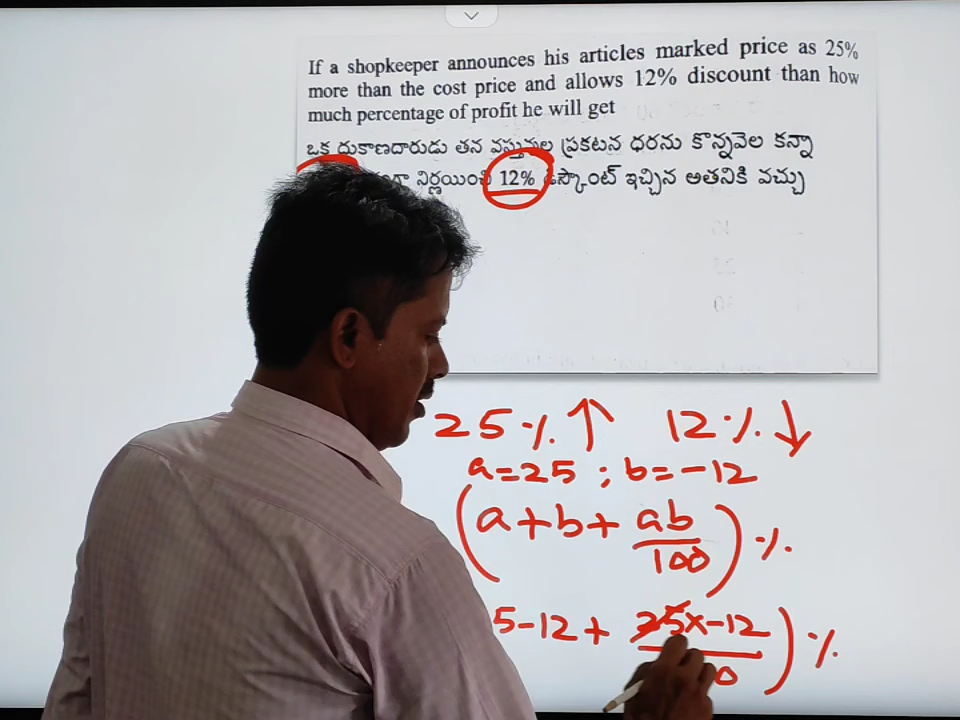 If a shopkeeper announces his articles marked price as 25%
more than the cost price and allows 12% discount than how
much percentage of profit he will get
ఒక దుకాణదారుడు తన వస్తువుల ప్రకటన ధరను కొన్నవెల కన్నా
నిర్ణయించి 12% డిస్కౌంట్ ఇచ్చిన అతనికి వచ్చు
25% ↑ 12% ↓
a=25 ; b=-12
(a+b+ab/100)%
5-12+ 25x-12/ 0)%